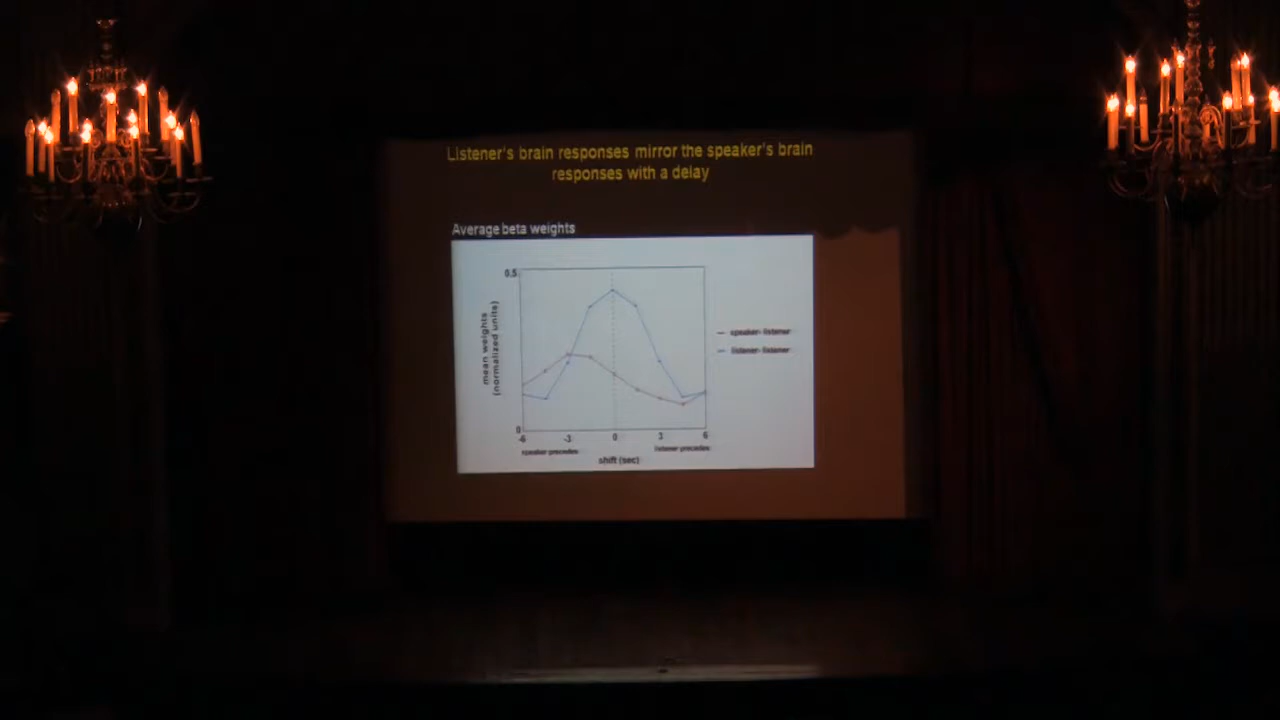 Listener's brain responses mirror the speaker's brain
responses with a delay
Average beta weights
0.5
mean weights
(normalized units)
speaker- listener
listener- listener
0
-6
-3
0
3
6
speaker precedes
listener precedes
shift (sec)